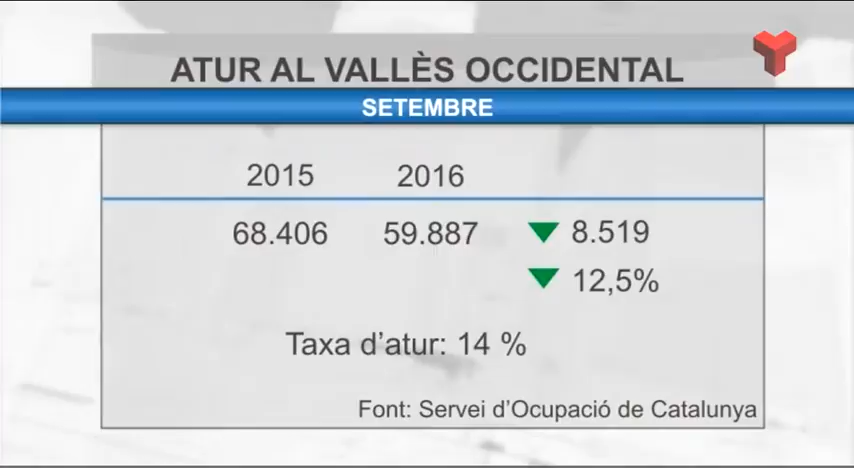 ATUR AL VALLÈS OCCIDENTAL
SETEMBRE
2015 2016
68.406 59.887 ▼ 8.519
▼ 12,5%
Taxa d’atur: 14 %
Font: Servei d’Ocupació de Catalunya